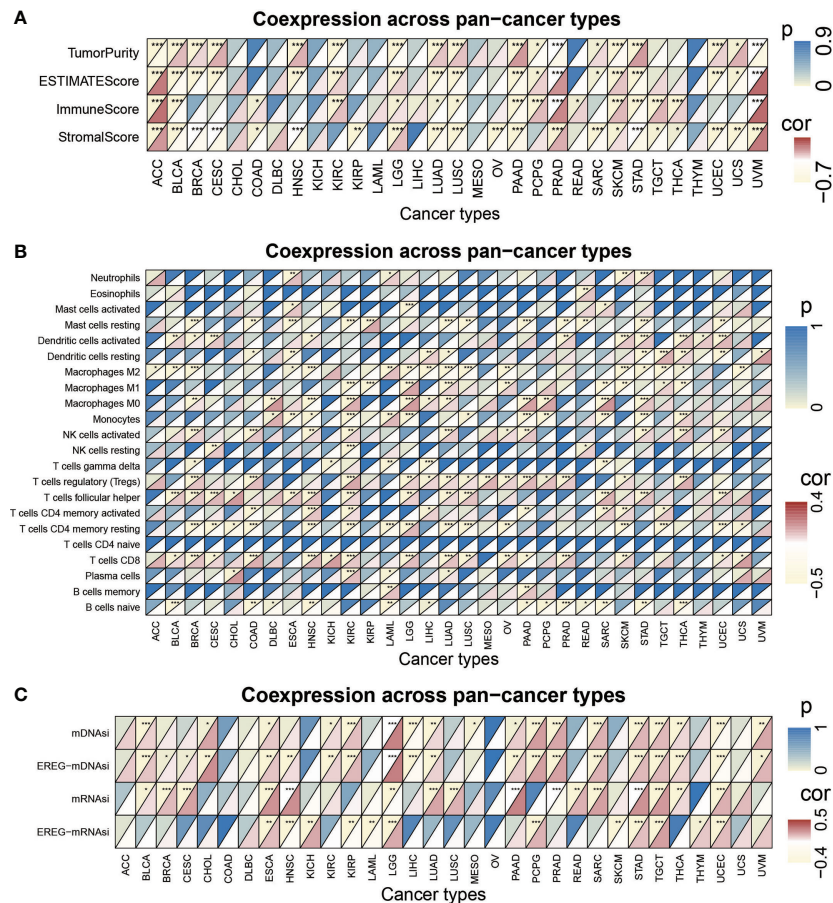 A
Coexpression across pan−cancer types
TumorPurity
ESTIMATEScore
ImmuneScore
StromalScore
ACC BLCA BRCA CESC CHOL COAD DLBC HNSC KICH KIRC KIRP LAML LGG LIHC LUAD LUSC MESO OV PAAD PCPG PRAD READ SARC SKCM STAD TGCT THCA THYM UCEC UCS UVM
Cancer types
p
0.9
0
cor
−0.7
B
Coexpression across pan−cancer types
Neutrophils
Eosinophils
Mast cells activated
Mast cells resting
Dendritic cells activated
Dendritic cells resting
Macrophages M2
Macrophages M1
Macrophages M0
Monocytes
NK cells activated
NK cells resting
T cells gamma delta
T cells regulatory (Tregs)
T cells follicular helper
T cells CD4 memory activated
T cells CD4 memory resting
T cells CD4 naive
T cells CD8
Plasma cells
B cells memory
B cells naive
ACC BLCA BRCA CESC CHOL COAD DLBC ESCA HNSC KICH KIRC KIRP LAML LGG LIHC LUAD LUSC MESO OV PAAD PCPG PRAD READ SARC SKCM STAD TGCT THCA THYM UCEC UCS UVM
Cancer types
p
1
0
cor
0.4
−0.5
C
Coexpression across pan−cancer types
mDNAsi
EREG−mDNAsi
mRNAsi
EREG−mRNAsi
ACC BLCA BRCA CESC CHOL COAD DLBC ESCA HNSC KICH KIRC KIRP LAML LGG LIHC LUAD LUSC MESO OV PAAD PCPG PRAD READ SARC SKCM STAD TGCT THCA THYM UCEC UCS UVM
Cancer types
p
1
0
cor
0.5
−0.4